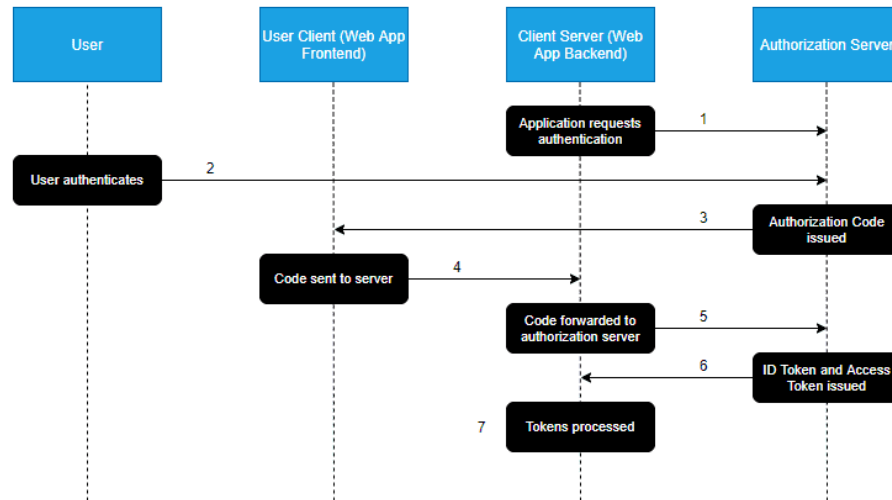 User
User Client (Web App
Frontend)
Client Server (Web
App Backend)
Authorization Server
Application requests
authentication
1
User authenticates
2
3
Authorization Code
issued
Code sent to server
4
Code forwarded to
authorization server
5
6
ID Token and Access
Token issued
7
Tokens processed